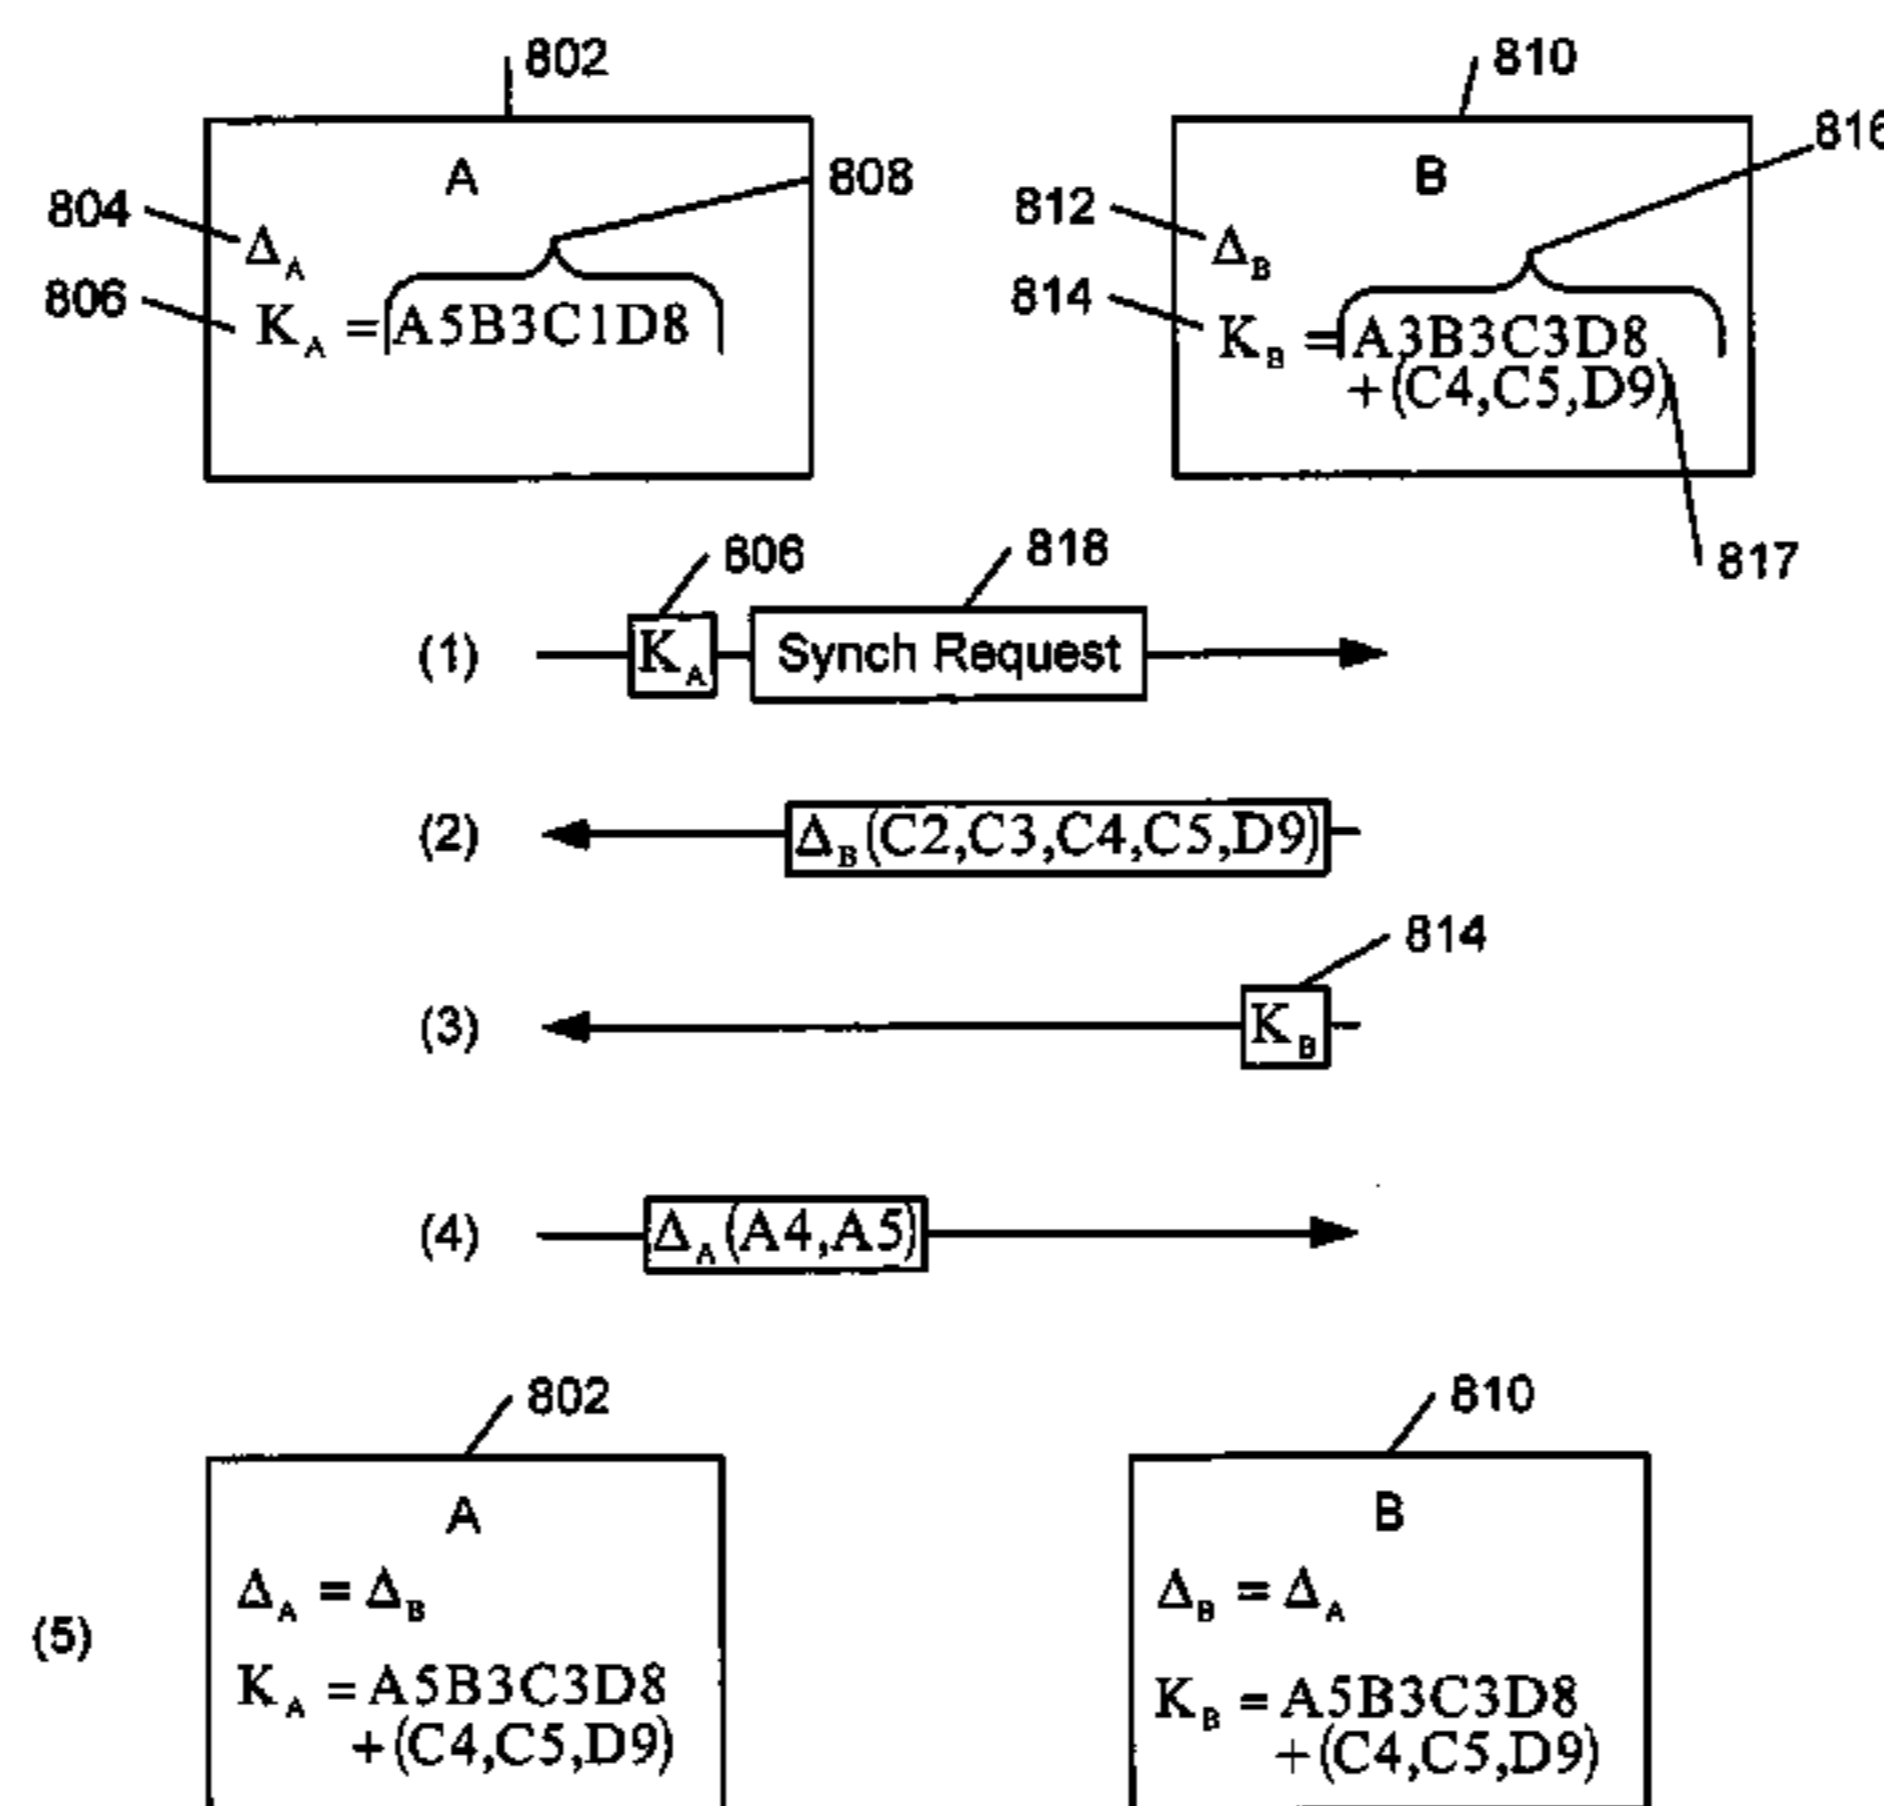 802
810
816
A
808
B
804
812
Δ_A
Δ_B
806
814
K_A = A5B3C1D8
K_B = A3B3C3D8
+(C4,C5,D9)
817
806
818
(1)
K_A
Synch Request
(2)
Δ_B(C2,C3,C4,C5,D9)
814
(3)
K_B
(4)
Δ_A(A4,A5)
802
810
A
B
Δ_A = Δ_B
Δ_B = Δ_A
(5)
K_A = A5B3C3D8
+(C4,C5,D9)
K_B = A5B3C3D8
+(C4,C5,D9)